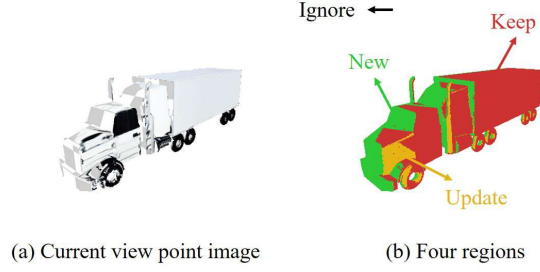 Ignore
Keep
New
Update
(a) Current view point image
(b) Four regions